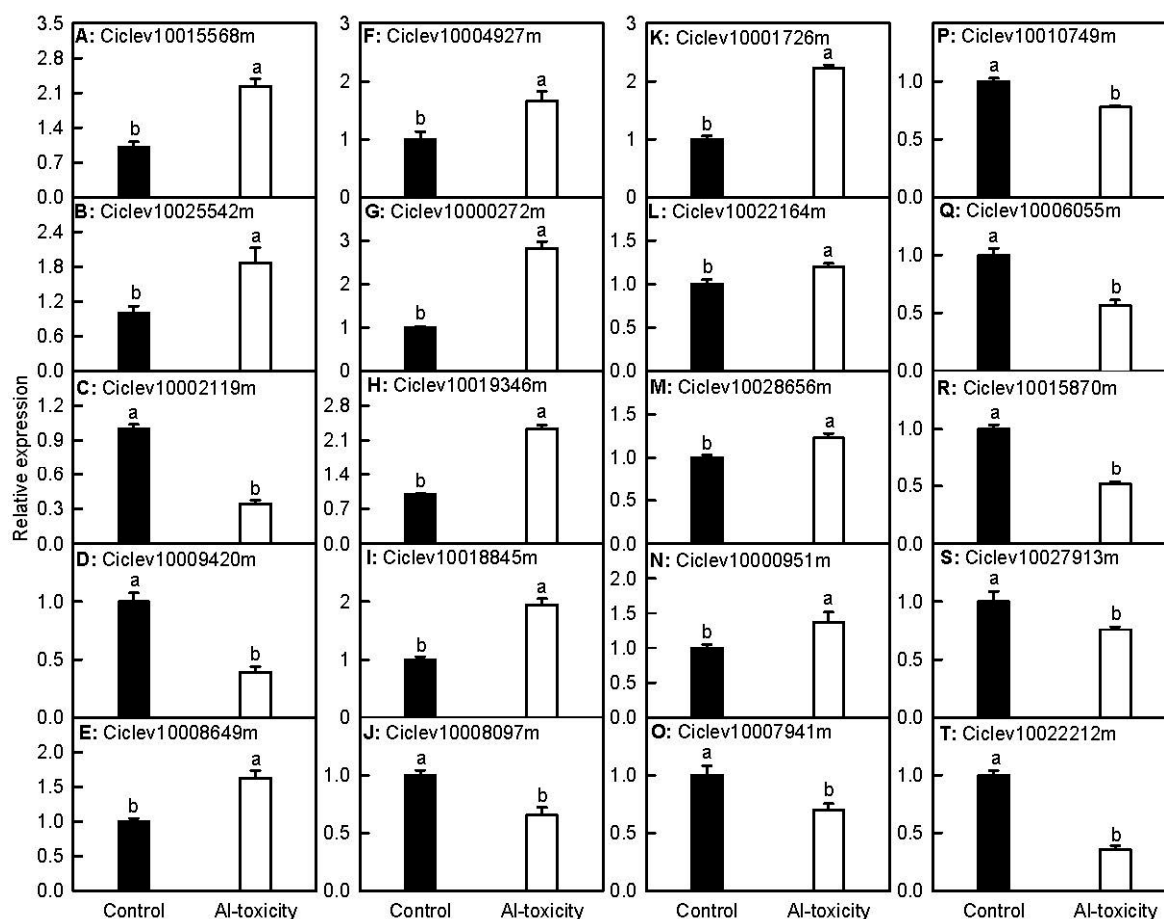 Relative expression
A: Ciclev10015568m
3.5
2.8
2.1
1.4
0.7
0.0
b
a
B: Ciclev10025542m
2.4
1.8
1.2
0.6
0.0
b
a
C: Ciclev10002119m
1.2
0.9
0.6
0.3
0.0
a
b
D: Ciclev10009420m
1.0
0.5
0.0
a
b
E: Ciclev10008649m
1.5
1.0
0.5
0.0
b
a
Control
Al-toxicity
F: Ciclev10004927m
3
2
1
0
b
a
G: Ciclev10000272m
3
2
1
0
b
a
H: Ciclev10019346m
2.8
2.1
1.4
0.7
0.0
b
a
I: Ciclev10018845m
2
1
0
b
a
J: Ciclev10008097m
1.0
0.5
0.0
a
b
Control
Al-toxicity
K: Ciclev10001726m
3
2
1
0
b
a
L: Ciclev10022164m
1.5
1.0
0.5
0.0
b
a
M: Ciclev10028656m
1.5
1.0
0.5
0.0
b
a
N: Ciclev10000951m
2.0
1.5
1.0
0.5
0.0
b
a
O: Ciclev10007941m
1.0
0.5
0.0
a
b
Control
Al-toxicity
P: Ciclev10010749m
1.0
0.5
0.0
a
b
Q: Ciclev10006055m
1.0
0.5
0.0
a
b
R: Ciclev10015870m
1.0
0.5
0.0
a
b
S: Ciclev10027913m
1.0
0.5
0.0
a
b
T: Ciclev10022212m
1.0
0.5
0.0
a
b
Control
Al-toxicity